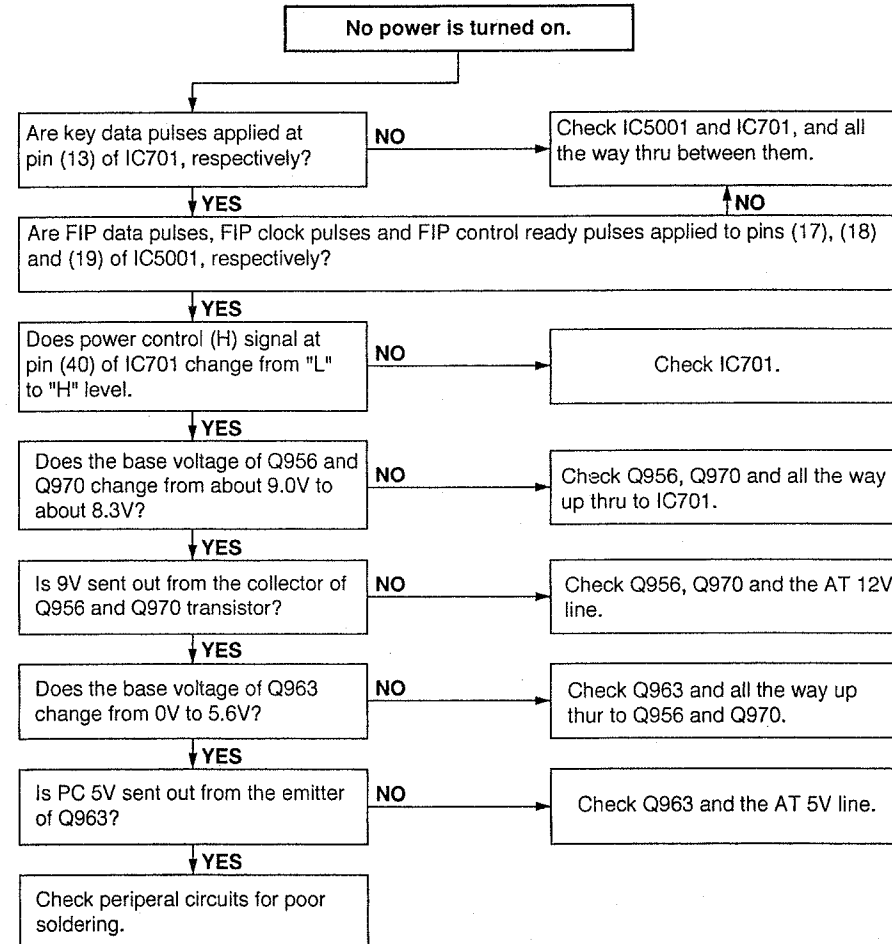 No power is turned on.
Are key data pulses applied at
pin (13) of IC701, respectively?
NO
Check IC5001 and IC701, and all
the way thru between them.
YES
NO
Are FIP data pulses, FIP clock pulses and FIP control ready pulses applied to pins (17), (18)
and (19) of IC5001, respectively?
YES
Does power control (H) signal at
pin (40) of IC701 change from "L"
to "H" level.
NO
Check IC701.
YES
Does the base voltage of Q956 and
Q970 change from about 9.0V to
about 8.3V?
NO
Check Q956, Q970 and all the way
up thru to IC701.
YES
Is 9V sent out from the collector of
Q956 and Q970 transistor?
NO
Check Q956, Q970 and the AT 12V
line.
YES
Does the base voltage of Q963
change from 0V to 5.6V?
NO
Check Q963 and all the way up
thur to Q956 and Q970.
YES
Is PC 5V sent out from the emitter
of Q963?
NO
Check Q963 and the AT 5V line.
YES
Check periperal circuits for poor
soldering.